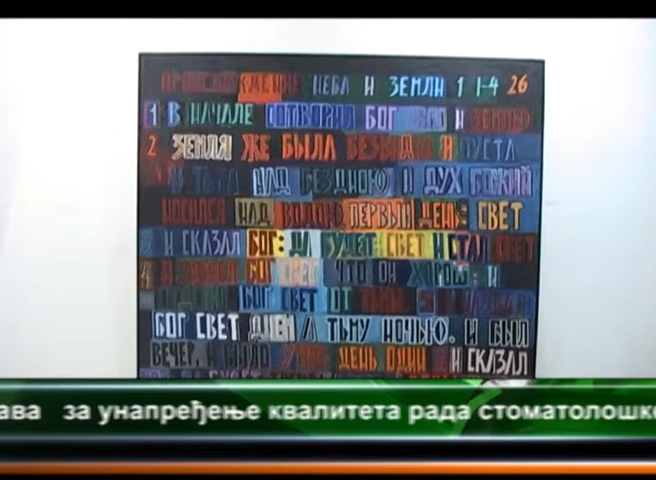 НЕБА И ЗЕМЛИ 1 1-4 26
1 В НАЧАЛЕ СОТВОРИЛ БОГ НЕБО И ЗЕМЛЮ
2 ЗЕМЛЯ ЖЕ БЫЛА БЕЗВИДНА И ПУСТА
И ТЬМА НАД БЕЗДНОЮ И ДУХ БОЖИЙ
НОСИЛСЯ НАД ВОДОЮ ПЕРВЫЙ ДЕНЬ: СВЕТ
3 И СКАЗАЛ БОГ: ДА БУДЕТ СВЕТ И СТАЛ СВЕТ
4 И БОГ СВЕТ ЧТО ОН ХОРОШ: И
БОГ СВЕТ ОТ ТЬМЫ
БОГ СВЕТ ДНЕМ А ТЬМУ НОЧЬЮ. И БЫЛ
ВЕЧЕР, И БЫЛО УТРО ДЕНЬ ОДИН И СКАЗАЛ
ава за унапређење квалитета рада стоматолошк